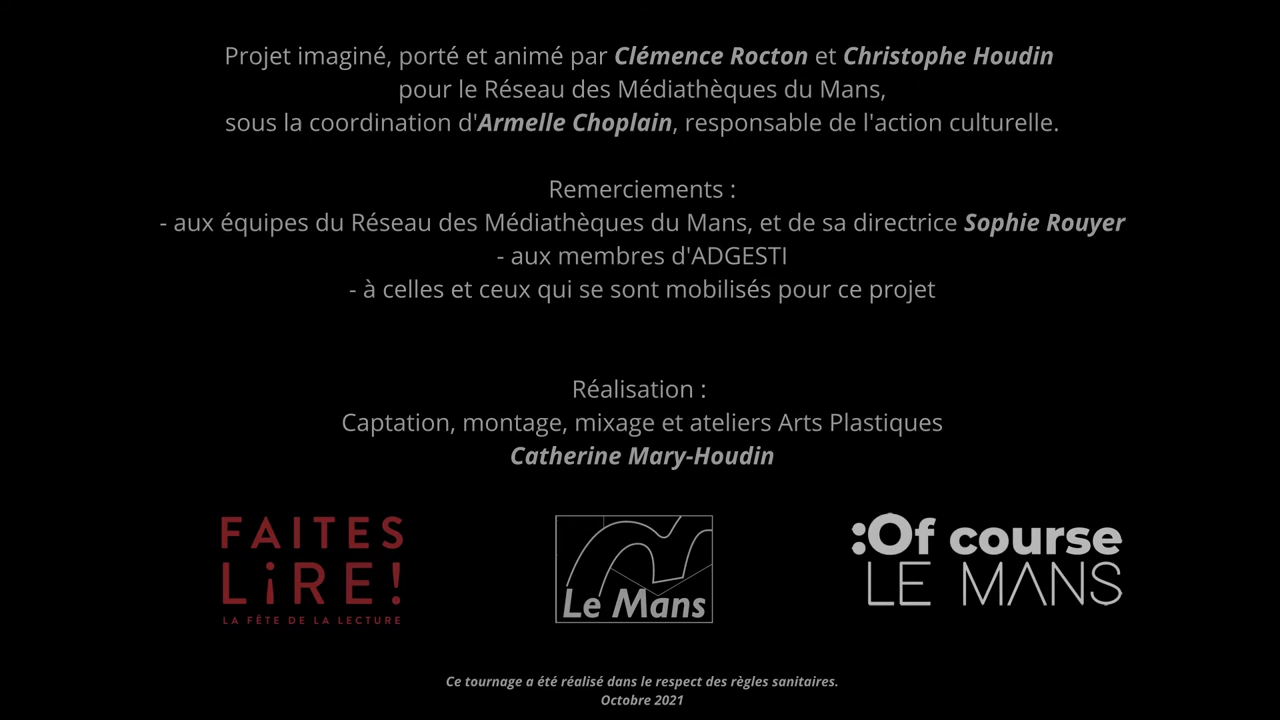 Projet imaginé, porté et animé par Clémence Rocton et Christophe Houdin
pour le Réseau des Médiathèques du Mans,
sous la coordination d'Armelle Choplain, responsable de l'action culturelle.
Remerciements :
- aux équipes du Réseau des Médiathèques du Mans, et de sa directrice Sophie Rouyer
- aux membres d'ADGESTI
- à celles et ceux qui se sont mobilisés pour ce projet
Réalisation :
Captation, montage, mixage et ateliers Arts Plastiques
Catherine Mary-Houdin
FAITES
LiRE!
LA FÊTE DE LA LECTURE
Le Mans
:Of course
LE MANS
Ce tournage a été réalisé dans le respect des règles sanitaires.
Octobre 2021